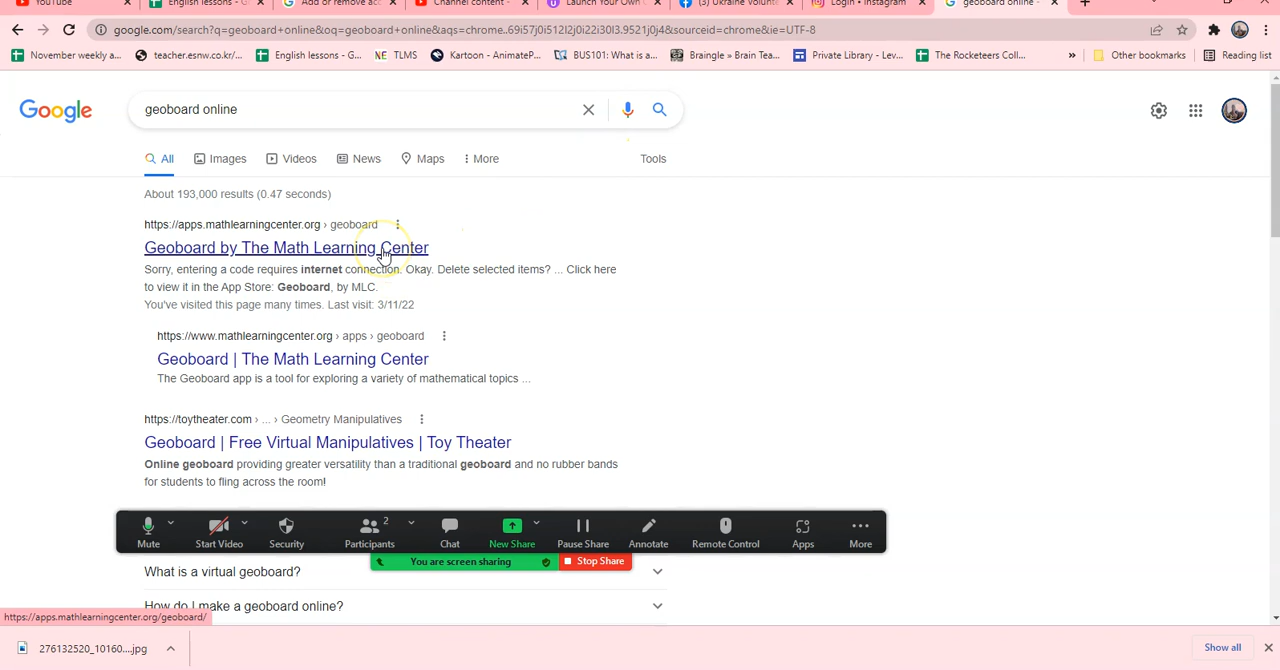 YouTube
English lessons - G
Add or remove acc
Channel content -
Launch Your Own
(3) Ukraine Volunt
Login • Instagram
geoboard online -
google.com/search?q=geoboard+online&oq=geoboard+online&aqs=chrome..69i57j0i512l2j0i22i30l3.9521j0j4&sourceid=chrome&ie=UTF-8
November weekly a...
teacher.esnw.co.kr/...
English lessons - G...
NE TLMS
Kartoon - AnimateP...
BUS101: What is a...
Braingle » Brain Tea...
Private Library - Lev...
The Rocketeers Coll...
»
Other bookmarks
Reading list
Google
geoboard online
All
Images
Videos
News
Maps
More
Tools
About 193,000 results (0.47 seconds)
https://apps.mathlearningcenter.org › geoboard
Geoboard by The Math Learning Center
Sorry, entering a code requires internet connection. Okay. Delete selected items? ... Click here
to view it in the App Store: Geoboard, by MLC.
You've visited this page many times. Last visit: 3/11/22
https://www.mathlearningcenter.org › apps › geoboard
Geoboard | The Math Learning Center
The Geoboard app is a tool for exploring a variety of mathematical topics ...
https://toytheater.com › ... › Geometry Manipulatives
Geoboard | Free Virtual Manipulatives | Toy Theater
Online geoboard providing greater versatility than a traditional geoboard and no rubber bands
for students to fling across the room!
2
Mute
Start Video
Security
Participants
Chat
New Share
Pause Share
Annotate
Remote Control
Apps
More
You are screen sharing
Stop Share
What is a virtual geoboard?
How do I make a geoboard online?
https://apps.mathlearningcenter.org/geoboard/
276132520_10160....jpg
Show all